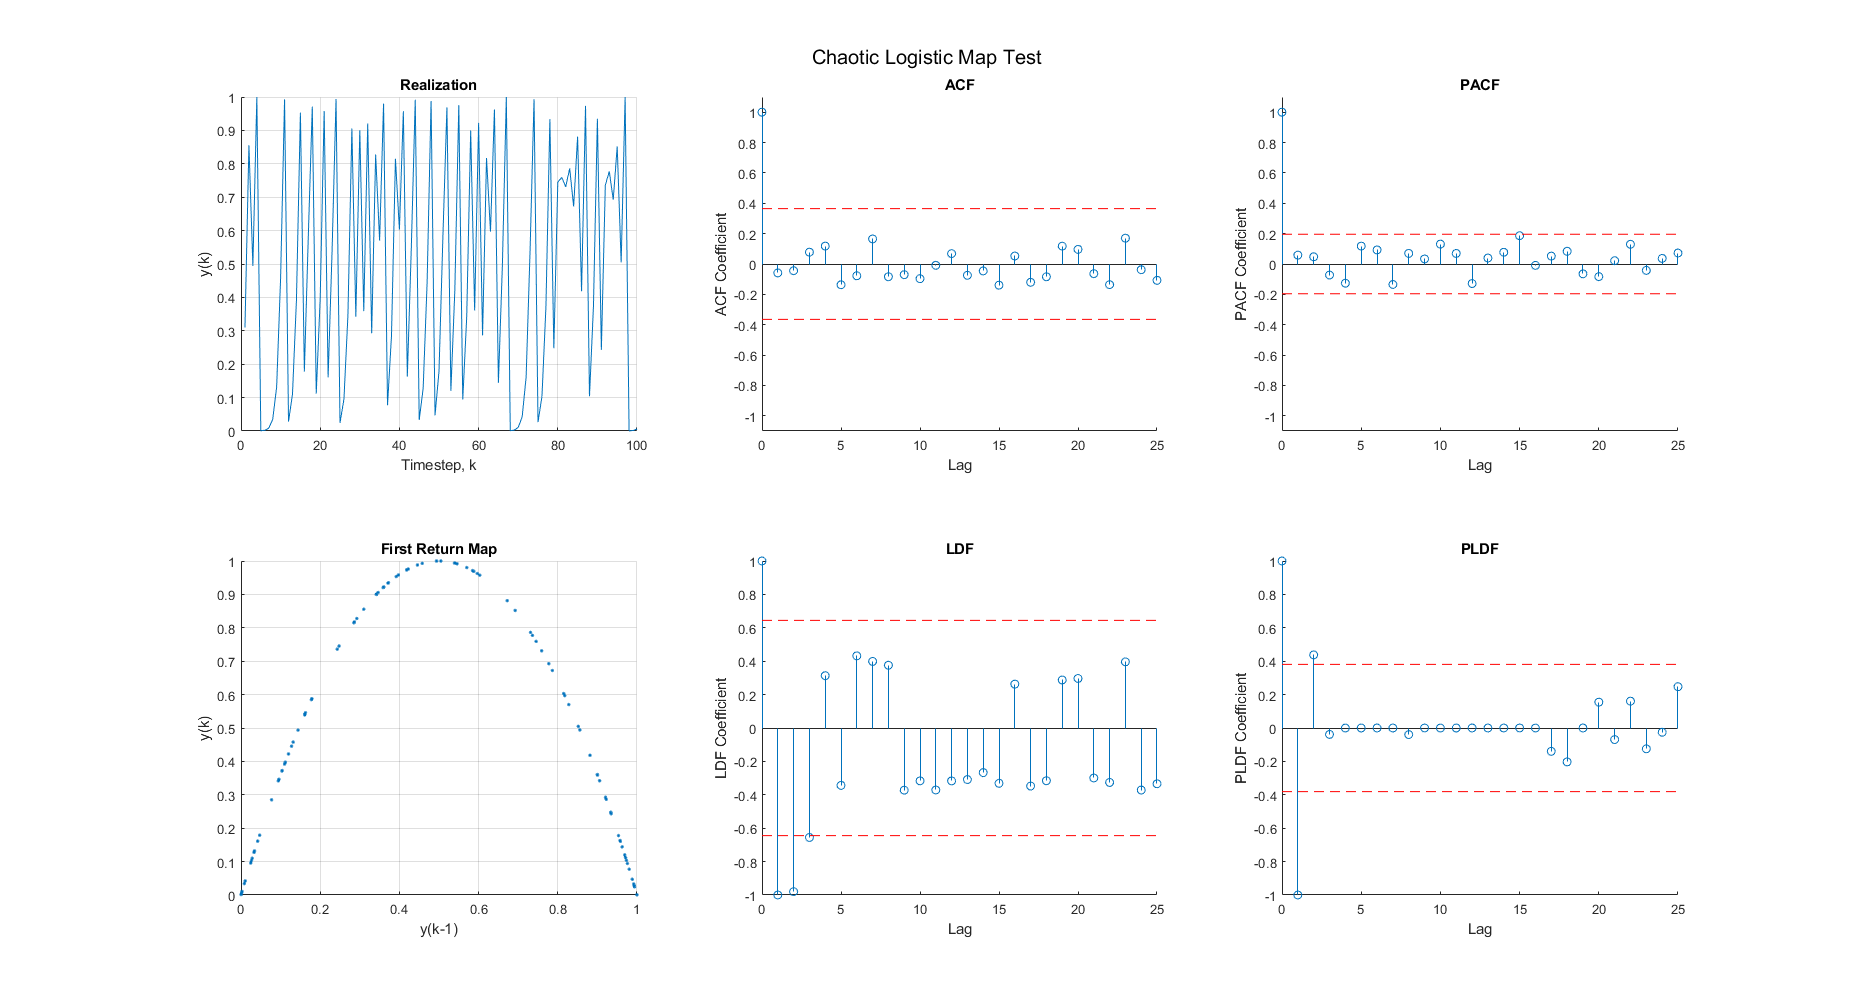 Chaotic Logistic Map Test
Realization
y(k)
1
0.9
0.8
0.7
0.6
0.5
0.4
0.3
0.2
0.1
0
0 20 40 60 80 100
Timestep, k
ACF
ACF Coefficient
1
0.8
0.6
0.4
0.2
0
-0.2
-0.4
-0.6
-0.8
-1
0 5 10 15 20 25
Lag
PACF
PACF Coefficient
1
0.8
0.6
0.4
0.2
0
-0.2
-0.4
-0.6
-0.8
-1
0 5 10 15 20 25
Lag
First Return Map
y(k)
1
0.9
0.8
0.7
0.6
0.5
0.4
0.3
0.2
0.1
0
0 0.2 0.4 0.6 0.8 1
y(k-1)
LDF
LDF Coefficient
1
0.8
0.6
0.4
0.2
0
-0.2
-0.4
-0.6
-0.8
-1
0 5 10 15 20 25
Lag
PLDF
PLDF Coefficient
1
0.8
0.6
0.4
0.2
0
-0.2
-0.4
-0.6
-0.8
-1
0 5 10 15 20 25
Lag